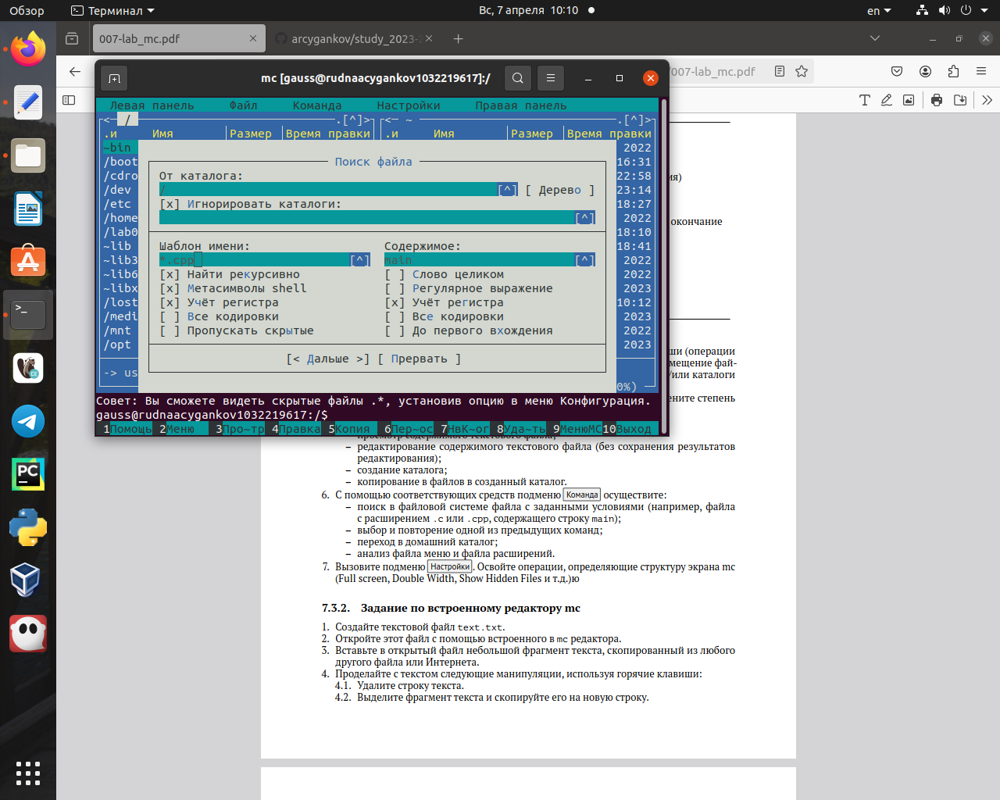 Обзор
Терминал
Вс, 7 апреля 10:10
en
007-lab_mc.pdf
arcygankov/study_2023-
/007-lab_mc.pdf
mc [gauss@rudnaacygankov1032219617]:/
Левая панель Файл Команда Настройки Правая панель
<─ / .[^]> <─ ~ .[^]>
.и Имя Размер Время правки .и Имя Размер Время правки
~bin 2022
/boot 16:31
/cdro 22:58
/dev 23:14
/etc 18:27
/home 2022
/lab0 18:10
~lib 18:41
~lib3 2022
~lib6 2022
~libx 2023
/lost 10:12
/medi 2023
/mnt 2022
/opt 2023
-> us
0%)
Поиск файла
От каталога:
/ [^] [ Дерево ]
[x] Игнорировать каталоги:
[^]
Шаблон имени: Содержимое:
*.cpp [^] main [^]
[x] Найти рекурсивно [ ] Слово целиком
[x] Метасимволы shell [ ] Регулярное выражение
[x] Учёт регистра [x] Учёт регистра
[ ] Все кодировки [ ] Все кодировки
[ ] Пропускать скрытые [ ] До первого вхождения
[< Дальше >] [ Прервать ]
Совет: Вы сможете видеть скрытые файлы .*, установив опцию в меню Конфигурация.
gauss@rudnaacygankov1032219617:/$
1Помощь 2Меню 3Про~тр 4Правка 5Копия 6Пер~ос 7НвК~ог 8Уда~ть 9МенюМС 10Выход
ия)
окончание
ши (операции
мещение фай-
/или каталоги
ените степень
просмотр содержимого текстового файла;
– редактирование содержимого текстового файла (без сохранения результатов
редактирования);
– создание каталога;
– копирование в файлов в созданный каталог.
6. С помощью соответствующих средств подменю Команда осуществите:
– поиск в файловой системе файла с заданными условиями (например, файла
с расширением .c или .cpp, содержащего строку main);
– выбор и повторение одной из предыдущих команд;
– переход в домашний каталог;
– анализ файла меню и файла расширений.
7. Вызовите подменю Настройки. Освойте операции, определяющие структуру экрана mc
(Full screen, Double Width, Show Hidden Files и т.д.)ю
7.3.2. Задание по встроенному редактору mc
1. Создайте текстовой файл text.txt.
2. Откройте этот файл с помощью встроенного в mc редактора.
3. Вставьте в открытый файл небольшой фрагмент текста, скопированный из любого
другого файла или Интернета.
4. Проделайте с текстом следующие манипуляции, используя горячие клавиши:
4.1. Удалите строку текста.
4.2. Выделите фрагмент текста и скопируйте его на новую строку.
>_
CE
PC